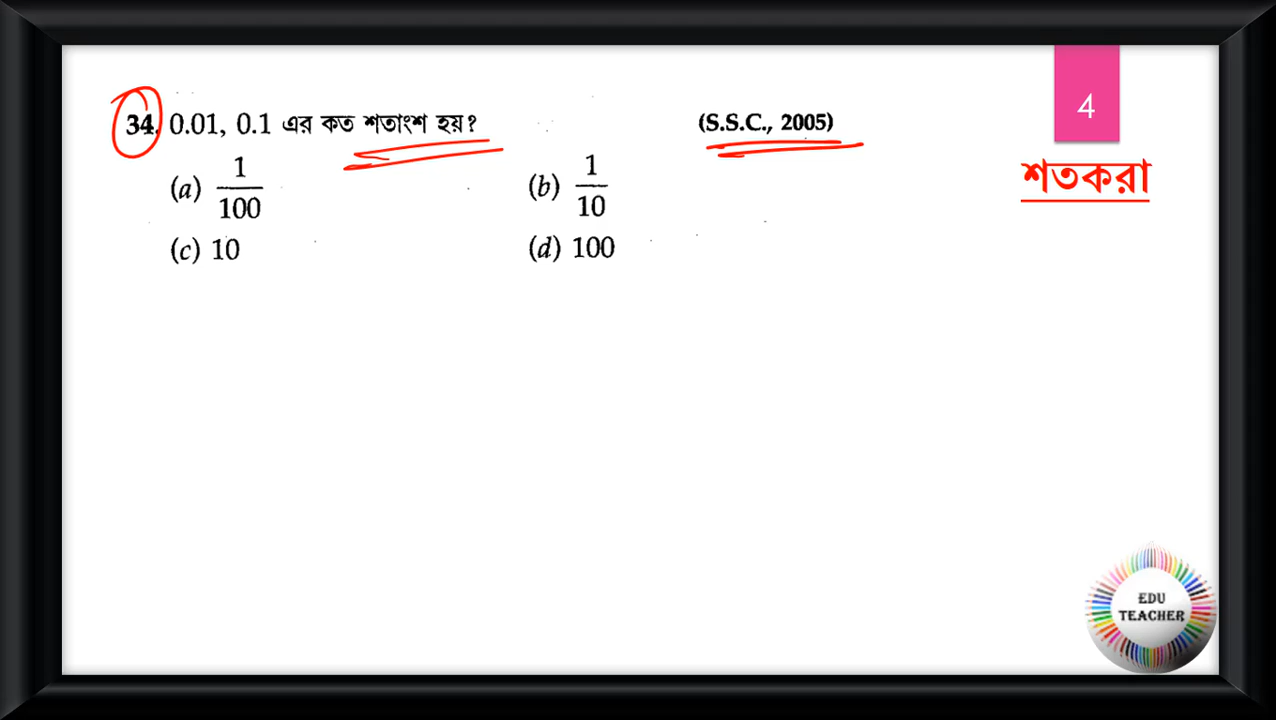 34. 0.01, 0.1 এর কত শতাংশ হয়? (S.S.C., 2005)
(a) 1/100 (b) 1/10
(c) 10 (d) 100
4
শতকরা
EDU
TEACHER